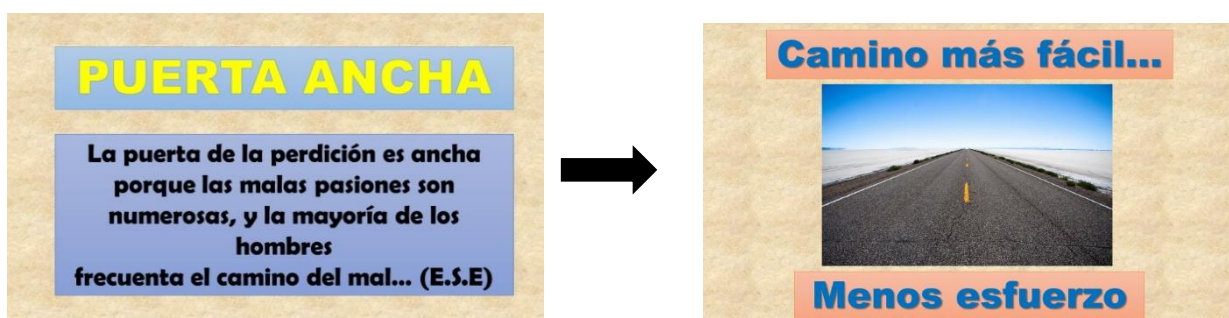 PUERTA ANCHA
La puerta de la perdición es ancha
porque las malas pasiones son
numerosas, y la mayoría de los
hombres
frecuenta el camino del mal... (E.S.E)
Camino más fácil...
Menos esfuerzo